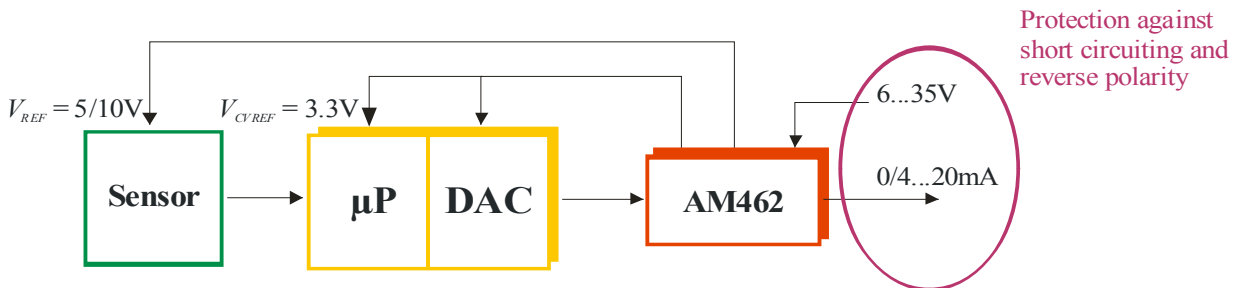 Protection against
short circuiting and
reverse polarity
V_REF = 5/10V
V_CVREF = 3.3V
6...35V
Sensor
µP
DAC
AM462
0/4...20mA